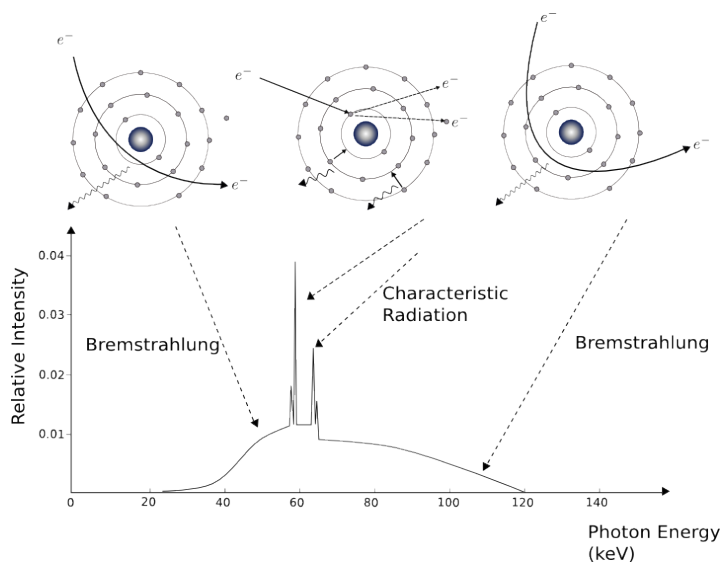 e⁻
e⁻
e⁻
e⁻
e⁻
e⁻
e⁻
Relative Intensity
0.04
0.03
0.02
0.01
Bremstrahlung
Characteristic
Radiation
Bremstrahlung
0
20
40
60
80
100
120
140
Photon Energy
(keV)